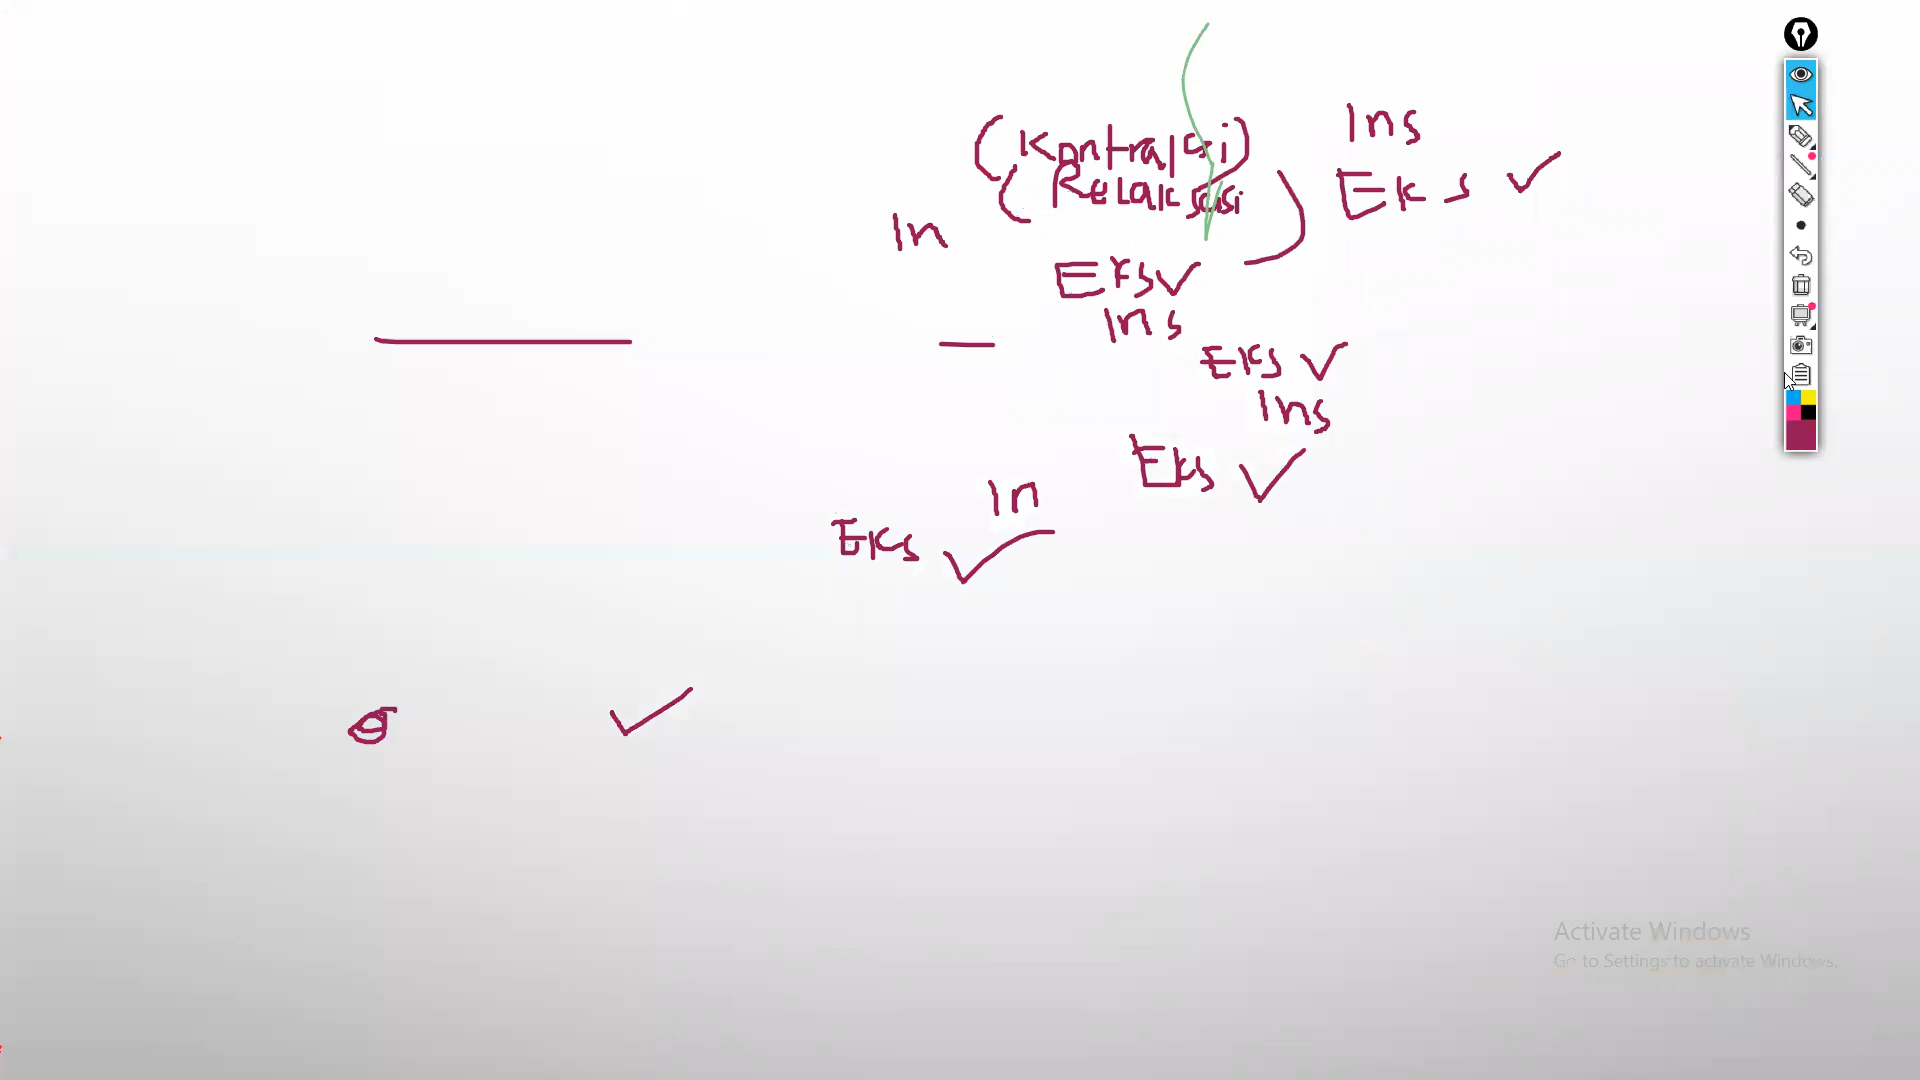 Ins
(Kontraksi)
(Relaksasi)
Eks ✓
In
Eks ✓
Ins
Eks ✓
Ins
Eks ✓
In
Eks ✓
Activate Windows
Go to Settings to activate Windows.